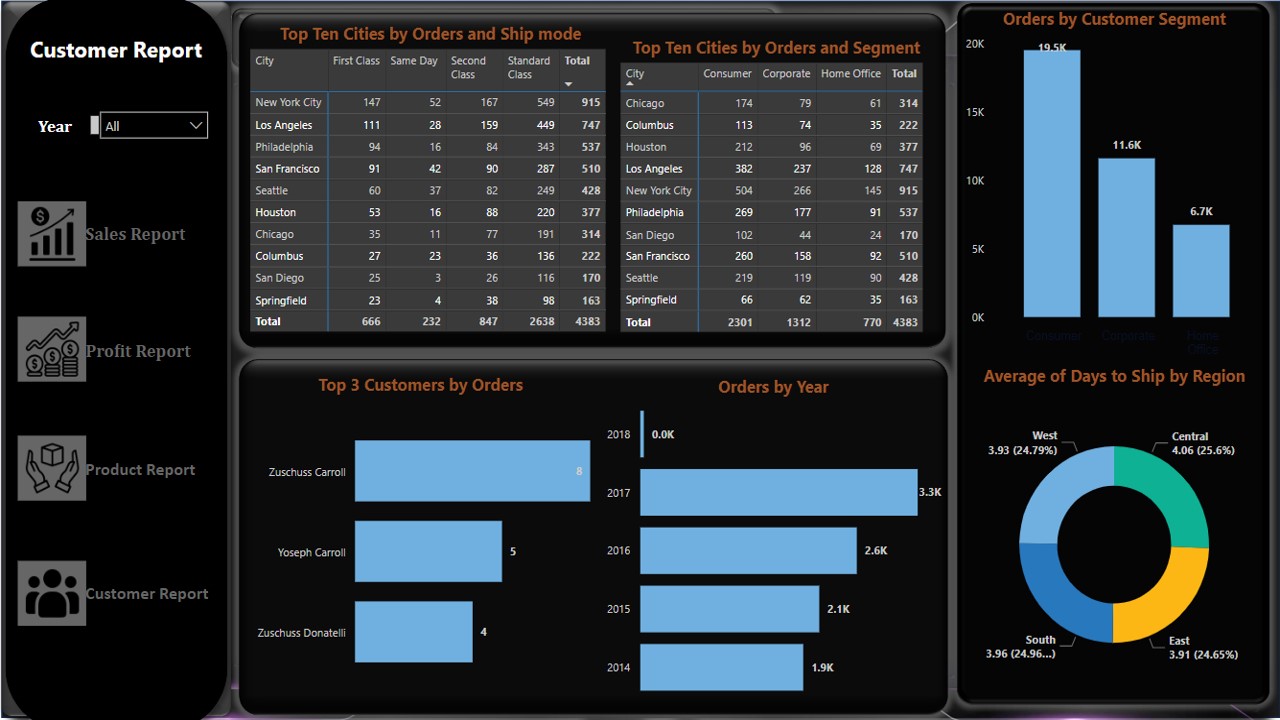 Customer Report
Year
All
Sales Report
Profit Report
Product Report
Customer Report
Top Ten Cities by Orders and Ship mode
City First Class Same Day Second Class Standard Class Total
New York City 147 52 167 549 915
Los Angeles 111 28 159 449 747
Philadelphia 94 16 84 343 537
San Francisco 91 42 90 287 510
Seattle 60 37 82 249 428
Houston 53 16 88 220 377
Chicago 35 11 77 191 314
Columbus 27 23 36 136 222
San Diego 25 3 26 116 170
Springfield 23 4 38 98 163
Total 666 232 847 2638 4383
Top Ten Cities by Orders and Segment
City Consumer Corporate Home Office Total
Chicago 174 79 61 314
Columbus 113 74 35 222
Houston 212 96 69 377
Los Angeles 382 237 128 747
New York City 504 266 145 915
Philadelphia 269 177 91 537
San Diego 102 44 24 170
San Francisco 260 158 92 510
Seattle 219 119 90 428
Springfield 66 62 35 163
Total 2301 1312 770 4383
Top 3 Customers by Orders
Zuschuss Carroll 8
Yoseph Carroll 5
Zuschuss Donatelli 4
Orders by Year
2018 0.0K
2017 3.3K
2016 2.6K
2015 2.1K
2014 1.9K
Orders by Customer Segment
20K
15K
10K
5K
0K
19.5K
11.6K
6.7K
Consumer Corporate Home
Office
Average of Days to Ship by Region
West
3.93 (24.79%)
Central
4.06 (25.6%)
South
3.96 (24.96...)
East
3.91 (24.65%)